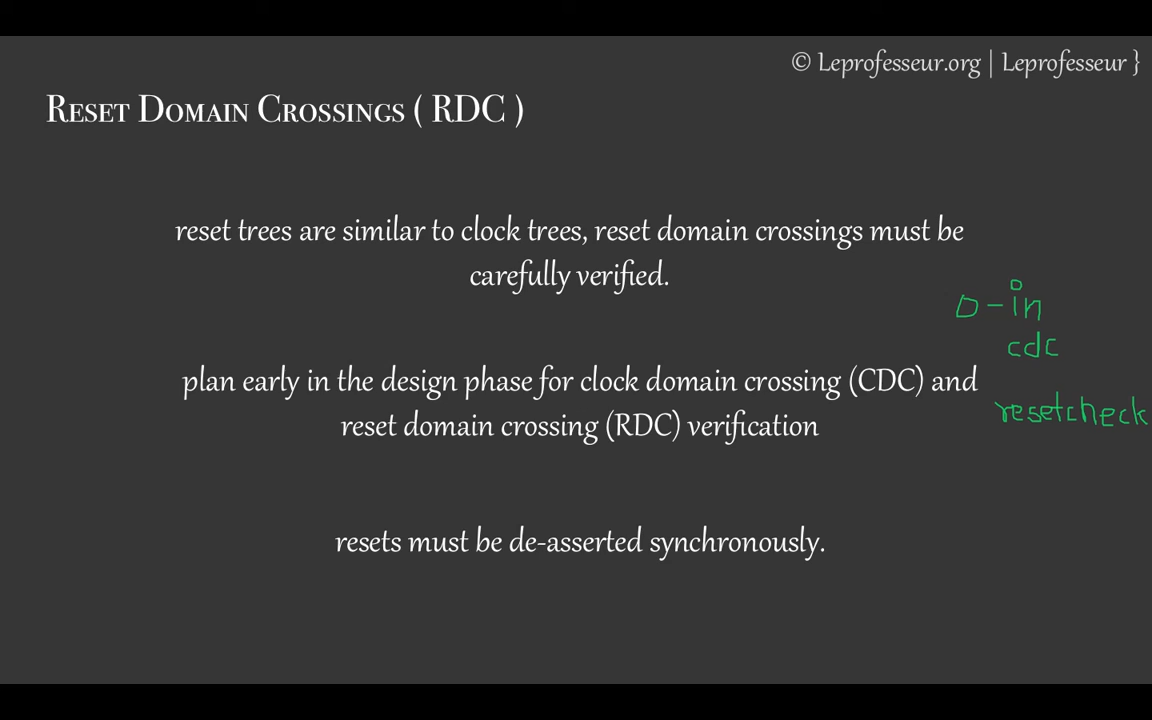 © Leprofesseur.org | Leprofesseur }
Reset Domain Crossings ( RDC )
reset trees are similar to clock trees, reset domain crossings must be
carefully verified.
0-in
cdc
plan early in the design phase for clock domain crossing (CDC) and
reset domain crossing (RDC) verification
resetcheck
resets must be de-asserted synchronously.